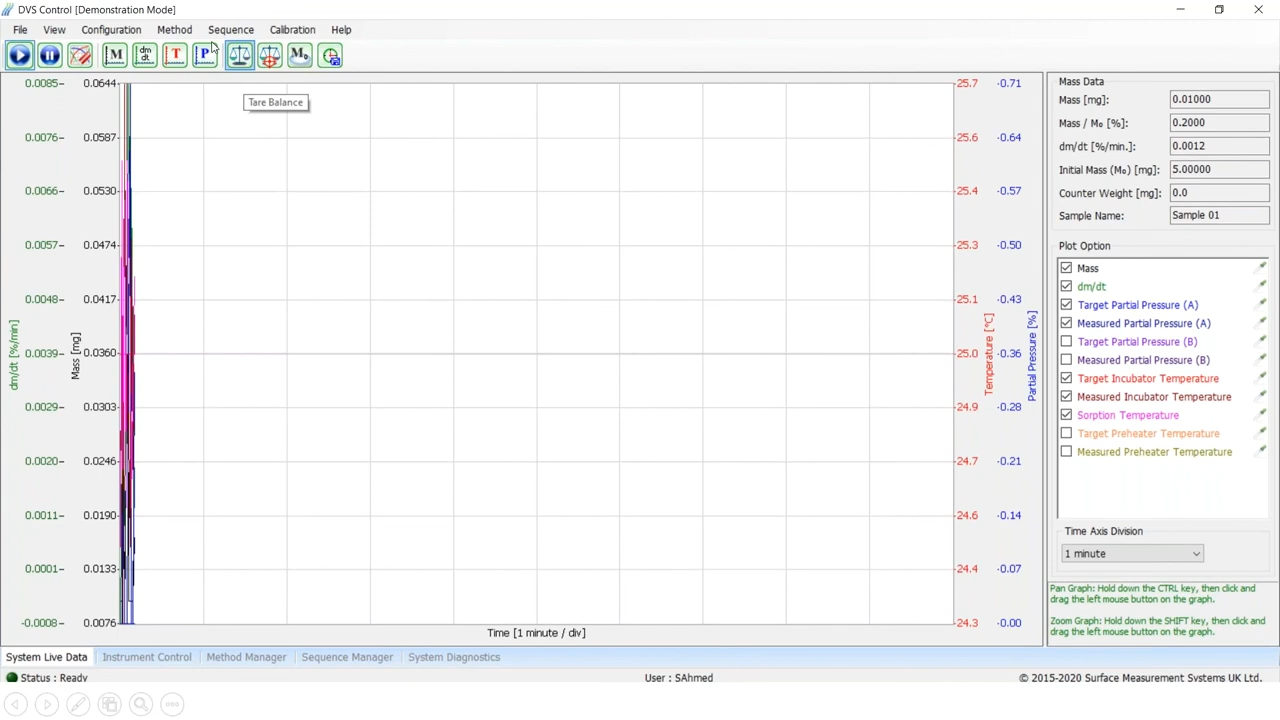 DVS Control [Demonstration Mode]
File View Configuration Method Sequence Calibration Help
M dm dt T P M₀
Tare Balance
0.0085
0.0076
0.0066
0.0057
0.0048
0.0039
0.0029
0.0020
0.0011
0.0001
-0.0008
dm/dt [%/min]
0.0644
0.0587
0.0530
0.0474
0.0417
0.0360
0.0303
0.0246
0.0190
0.0133
0.0076
Mass [mg]
25.7
25.6
25.4
25.3
25.1
25.0
24.9
24.7
24.6
24.4
24.3
Temperature [°C]
0.71
0.64
0.57
0.50
0.43
0.36
0.28
0.21
0.14
0.07
0.00
Partial Pressure [%]
Time [1 minute / div]
Mass Data
Mass [mg]: 0.01000
Mass / M₀ [%]: 0.2000
dm/dt [%/min.]: 0.0012
Initial Mass (M₀) [mg]: 5.00000
Counter Weight [mg]: 0.0
Sample Name: Sample 01
Plot Option
Mass
dm/dt
Target Partial Pressure (A)
Measured Partial Pressure (A)
Target Partial Pressure (B)
Measured Partial Pressure (B)
Target Incubator Temperature
Measured Incubator Temperature
Sorption Temperature
Target Preheater Temperature
Measured Preheater Temperature
Time Axis Division
1 minute
Pan Graph: Hold down the CTRL key, then click and
drag the left mouse button on the graph.
Zoom Graph: Hold down the SHIFT key, then click and
drag the left mouse button on the graph.
System Live Data Instrument Control Method Manager Sequence Manager System Diagnostics
Status : Ready User : SAhmed © 2015-2020 Surface Measurement Systems UK Ltd.